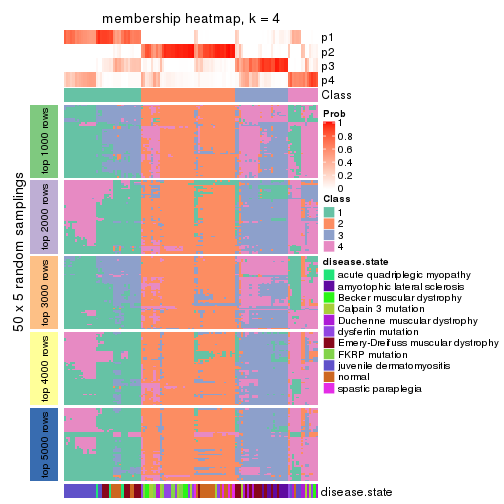 membership heatmap, k = 4
p1
p2
p3
p4
Class
50 x 5 random samplings
top 1000 rows
top 2000 rows
top 3000 rows
top 4000 rows
top 5000 rows
Prob
1
0.8
0.6
0.4
0.2
0
Class
1
2
3
4
disease.state
acute quadriplegic myopathy
amyotophic lateral sclerosis
Becker muscular dystrophy
Calpain 3 mutation
Duchenne muscular dystrophy
dysferlin mutation
Emery-Dreifuss muscular dystrophy
FKRP mutation
juvenile dermatomyositis
normal
spastic paraplegia
disease.state